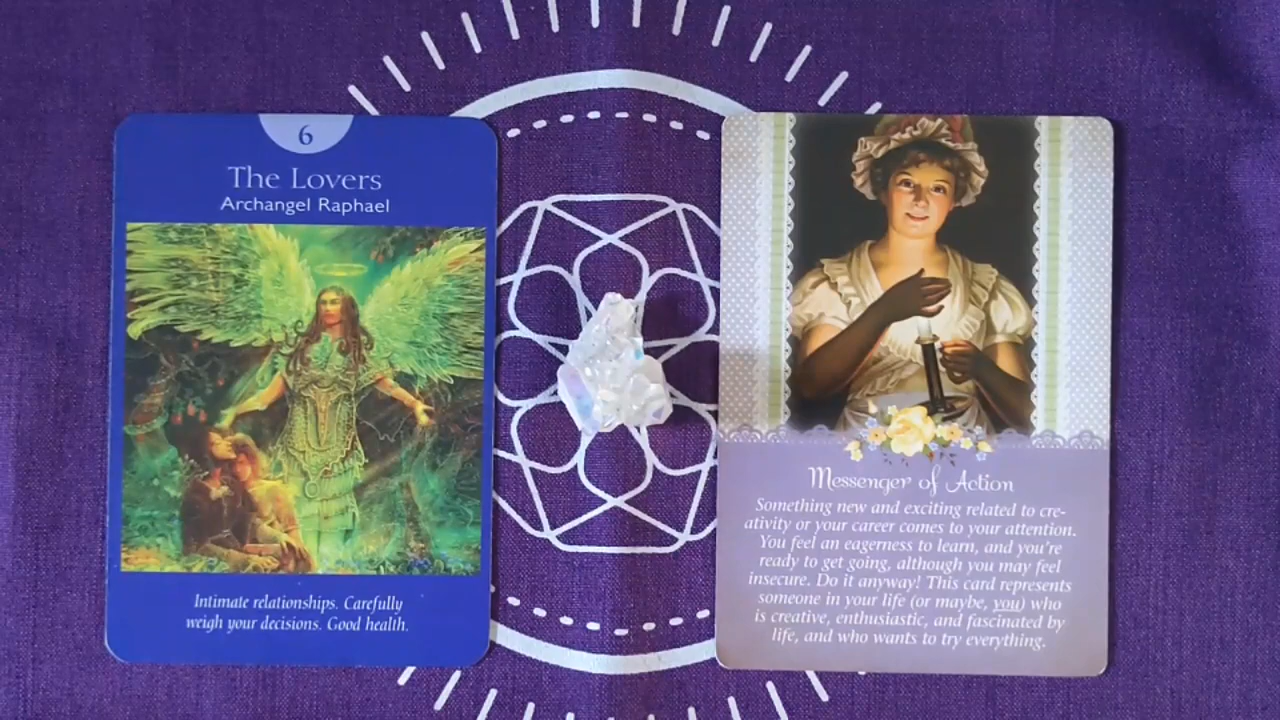 6
The Lovers
Archangel Raphael
Intimate relationships. Carefully
weigh your decisions. Good health.
Messenger of Action
Something new and exciting related to cre-
ativity or your career comes to your attention.
You feel an eagerness to learn, and you're
ready to get going, although you may feel
insecure. Do it anyway! This card represents
someone in your life (or maybe, you) who
is creative, enthusiastic, and fascinated by
life, and who wants to try everything.